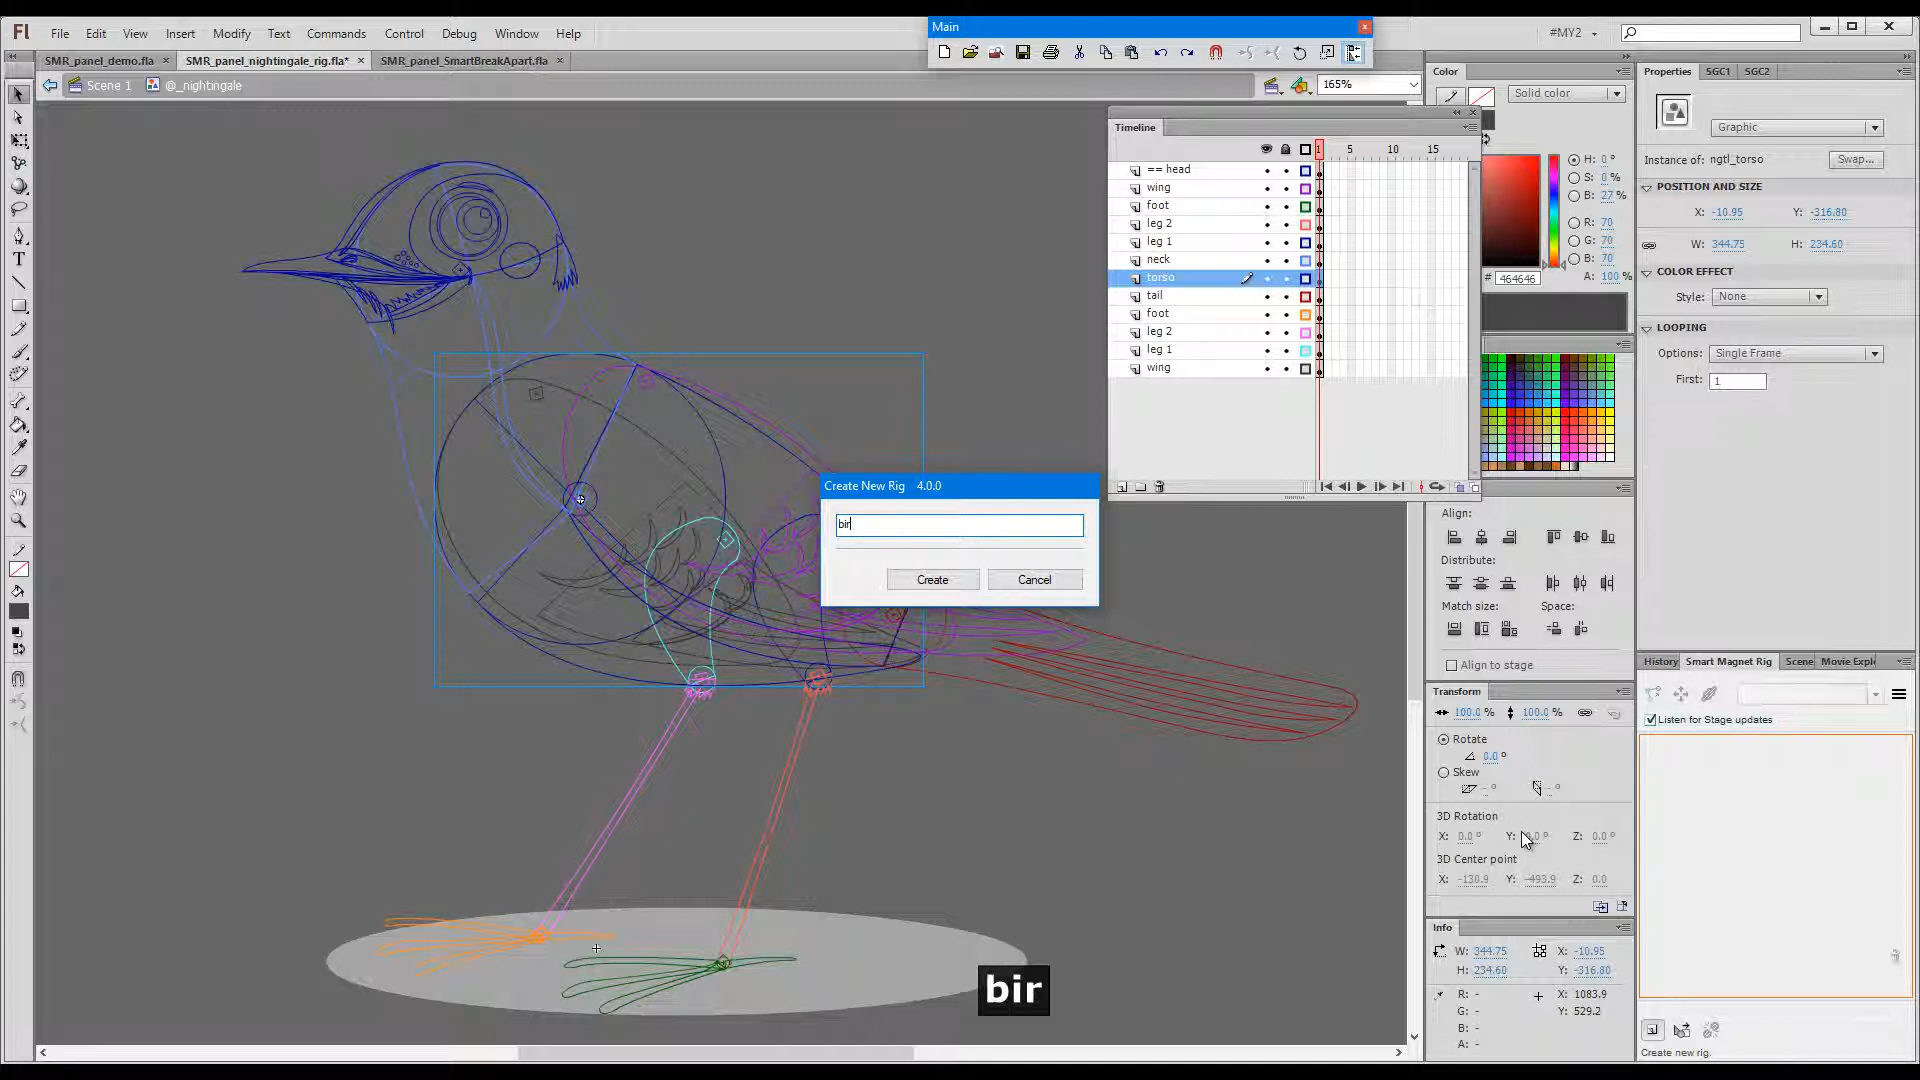 Main
Fl File Edit View Insert Modify Text Commands Control Debug Window Help
#MY2
SMR_panel_demo.fla × SMR_panel_nightingale_rig.fla* × SMR_panel_SmartBreakApart.fla ×
Scene 1 @_nightingale
165%
Color
Solid color
H: 0 °
S: 0 %
B: 27 %
R: 70
G: 70
B: 70
# 464646
A: 100 %
Properties SGC1 SGC2
Graphic
Instance of: ngtl_torso Swap...
POSITION AND SIZE
X: -10.95 Y: -316.80
W: 344.75 H: 234.60
COLOR EFFECT
Style: None
LOOPING
Options: Single Frame
First: 1
Timeline
1 5 10 15
== head
wing
foot
leg 2
leg 1
neck
torso
tail
foot
leg 2
leg 1
wing
Create New Rig 4.0.0
bir
Create Cancel
Align:
Distribute:
Match size: Space:
Align to stage
Transform
100.0 % 100.0 %
Rotate
0.0 °
Skew
3D Rotation
X: 0.0 ° Y: 0.0 ° Z: 0.0 °
3D Center point
X: -130.9 Y: -493.9 Z: 0.0
Info
W: 344.75 X: -10.95
H: 234.60 Y: -316.80
R: - X: 1083.9
G: - Y: 529.2
B: -
A: -
History Smart Magnet Rig Scene Movie Expl
Listen for Stage updates
Create new rig.
bir